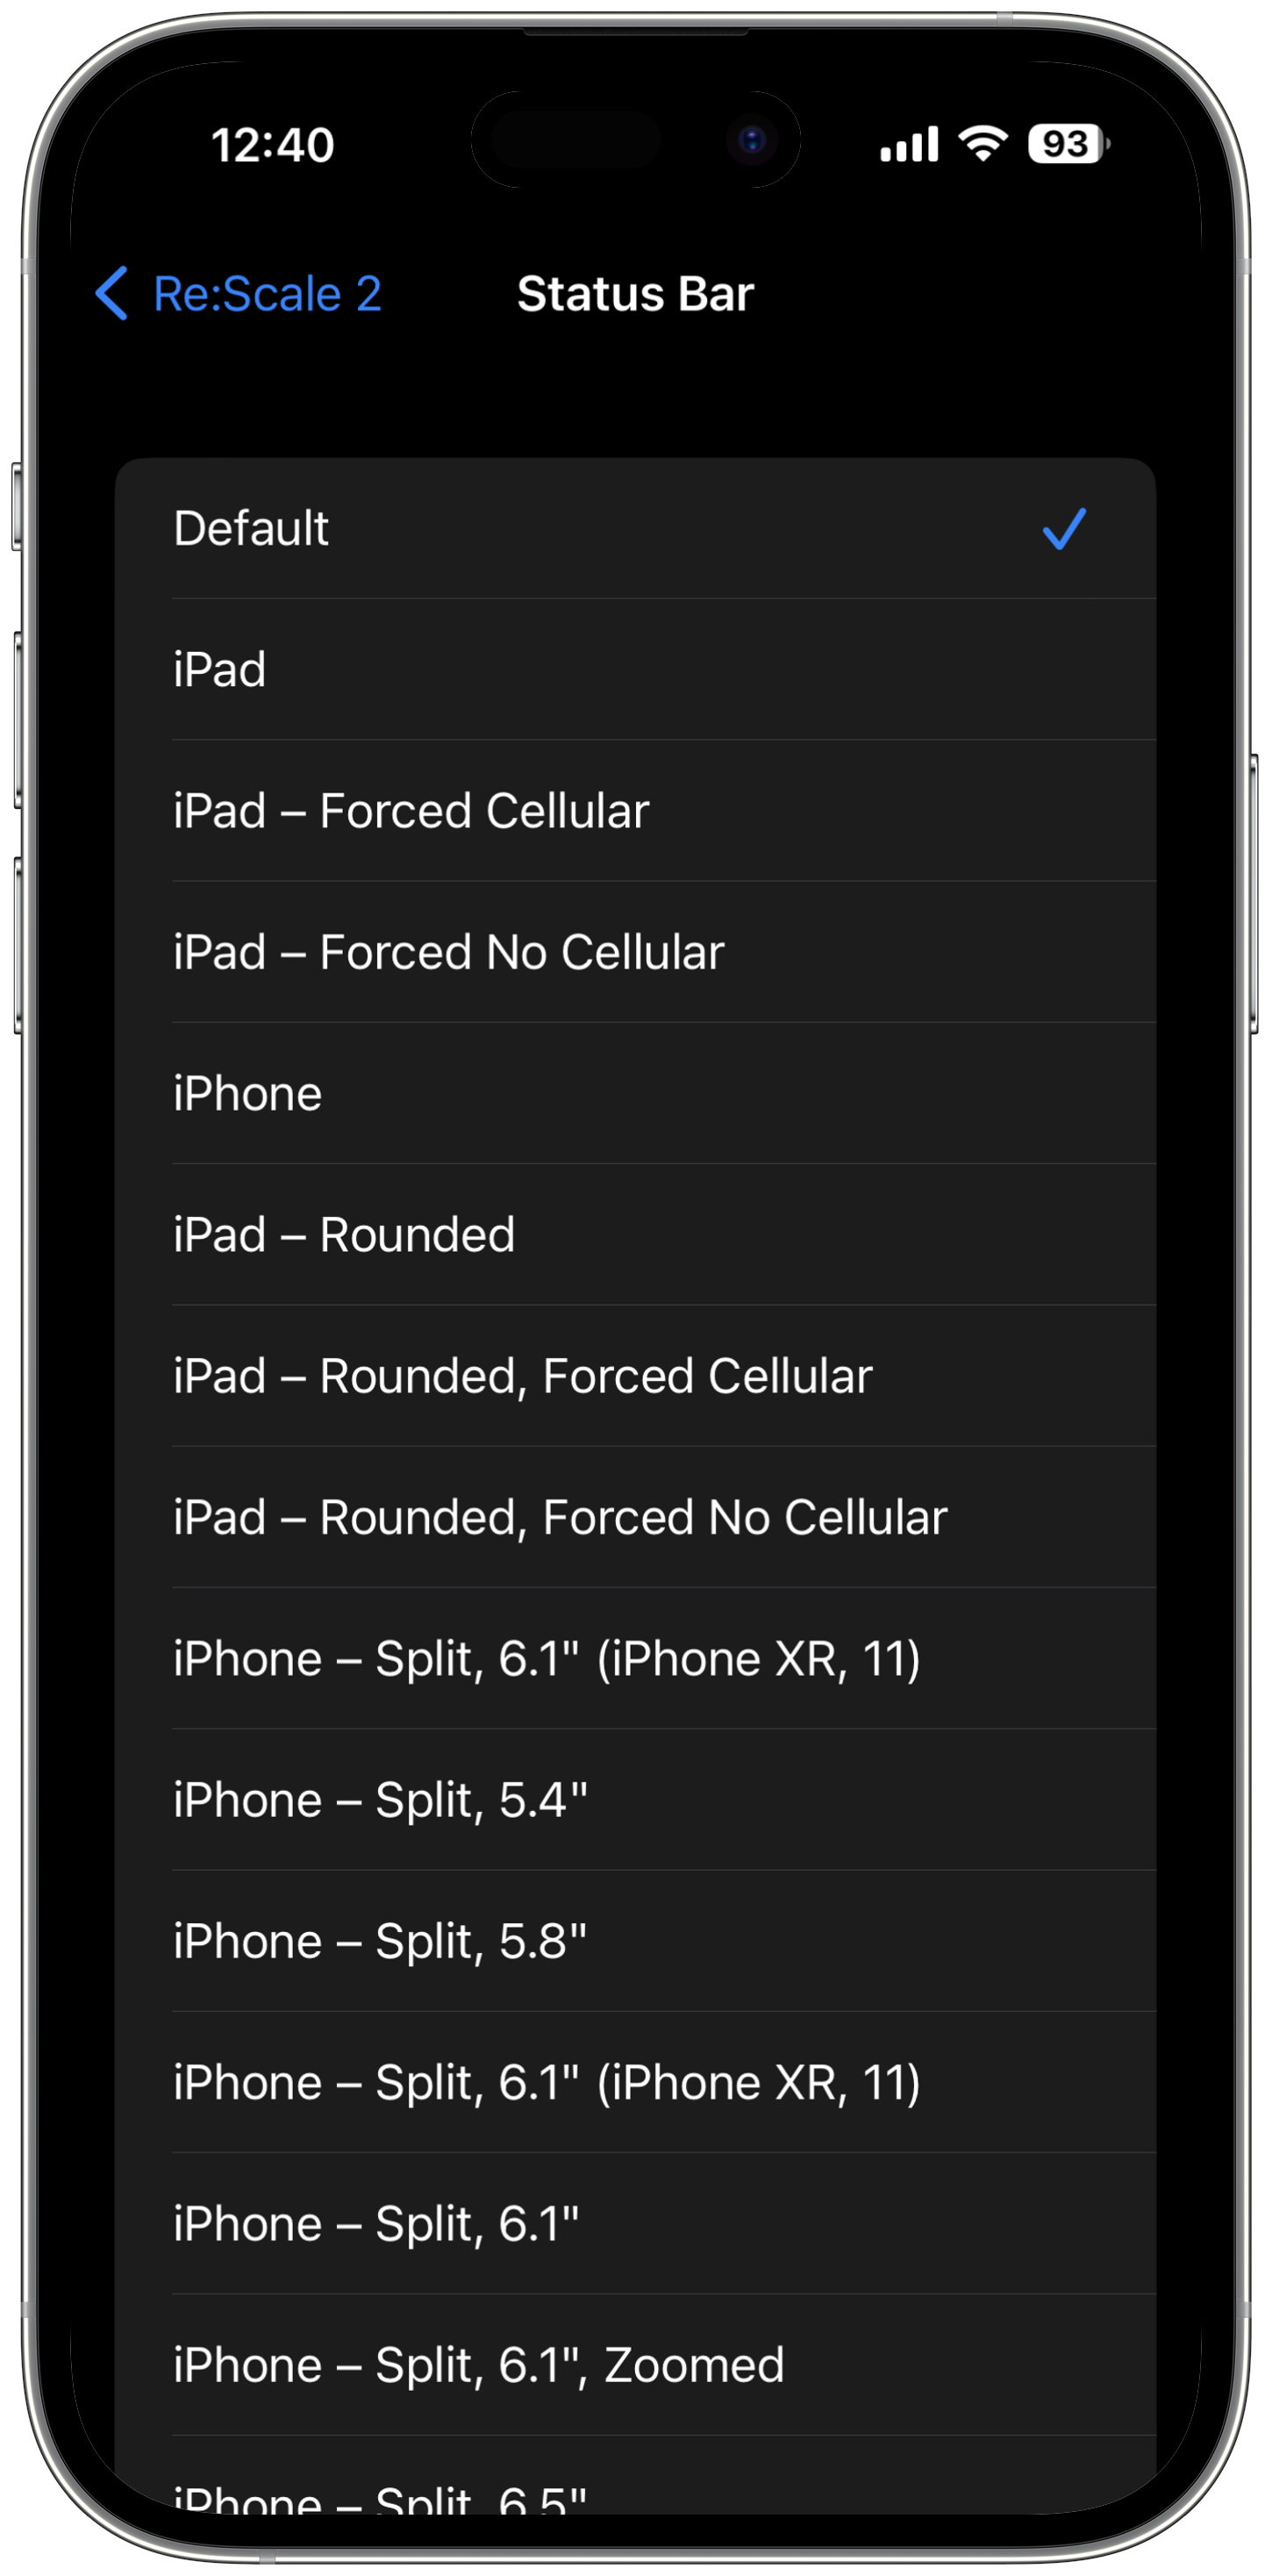 12:40 93
Re:Scale 2 Status Bar
Default
iPad
iPad – Forced Cellular
iPad – Forced No Cellular
iPhone
iPad – Rounded
iPad – Rounded, Forced Cellular
iPad – Rounded, Forced No Cellular
iPhone – Split, 6.1" (iPhone XR, 11)
iPhone – Split, 5.4"
iPhone – Split, 5.8"
iPhone – Split, 6.1" (iPhone XR, 11)
iPhone – Split, 6.1"
iPhone – Split, 6.1", Zoomed
iPhone – Split, 6.5"